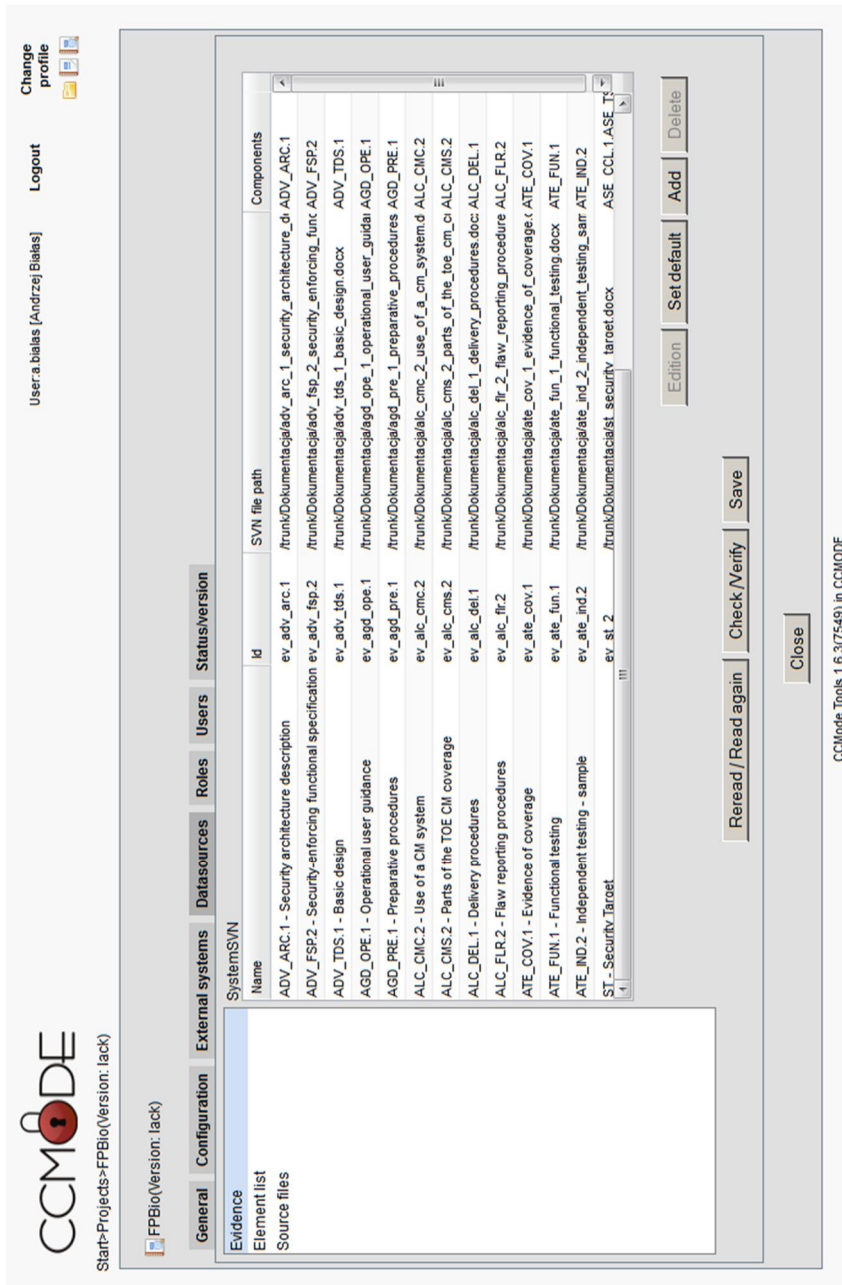 CCMODE
User:a.bialas [Andrzej Białas] Logout Change profile
Start>Projects>FPBio(Version: lack)
FPBio(Version: lack)
General Configuration External systems Datasources Roles Users Status/version
Evidence
Element list
Source files
SystemSVN
Name Id SVN file path Components
ADV_ARC.1 - Security architecture description ev_adv_arc.1 /trunk/Dokumentacja/adv_arc_1_security_architecture_d ADV_ARC.1
ADV_FSP.2 - Security-enforcing functional specification ev_adv_fsp.2 /trunk/Dokumentacja/adv_fsp_2_security_enforcing_func ADV_FSP.2
ADV_TDS.1 - Basic design ev_adv_tds.1 /trunk/Dokumentacja/adv_tds_1_basic_design.docx ADV_TDS.1
AGD_OPE.1 - Operational user guidance ev_agd_ope.1 /trunk/Dokumentacja/agd_ope_1_operational_user_guida AGD_OPE.1
AGD_PRE.1 - Preparative procedures ev_agd_pre.1 /trunk/Dokumentacja/agd_pre_1_preparative_procedures AGD_PRE.1
ALC_CMC.2 - Use of a CM system ev_alc_cmc.2 /trunk/Dokumentacja/alc_cmc_2_use_of_a_cm_system.d ALC_CMC.2
ALC_CMS.2 - Parts of the TOE CM coverage ev_alc_cms.2 /trunk/Dokumentacja/alc_cms_2_parts_of_the_toe_cm_c ALC_CMS.2
ALC_DEL.1 - Delivery procedures ev_alc_del.1 /trunk/Dokumentacja/alc_del_1_delivery_procedures.doc ALC_DEL.1
ALC_FLR.2 - Flaw reporting procedures ev_alc_flr.2 /trunk/Dokumentacja/alc_flr_2_flaw_reporting_procedure ALC_FLR.2
ATE_COV.1 - Evidence of coverage ev_ate_cov.1 /trunk/Dokumentacja/ate_cov_1_evidence_of_coverage. ATE_COV.1
ATE_FUN.1 - Functional testing ev_ate_fun.1 /trunk/Dokumentacja/ate_fun_1_functional_testing.docx ATE_FUN.1
ATE_IND.2 - Independent testing - sample ev_ate_ind.2 /trunk/Dokumentacja/ate_ind_2_independent_testing_sam ATE_IND.2
ST - Security Target ev_st_2 /trunk/Dokumentacja/st_security_target.docx ASE_CCL.1,ASE_TS
Edition Set default Add Delete
Reread / Read again Check /Verify Save
Close
CCMode Tools 1.6.3(7549) in CCMODE